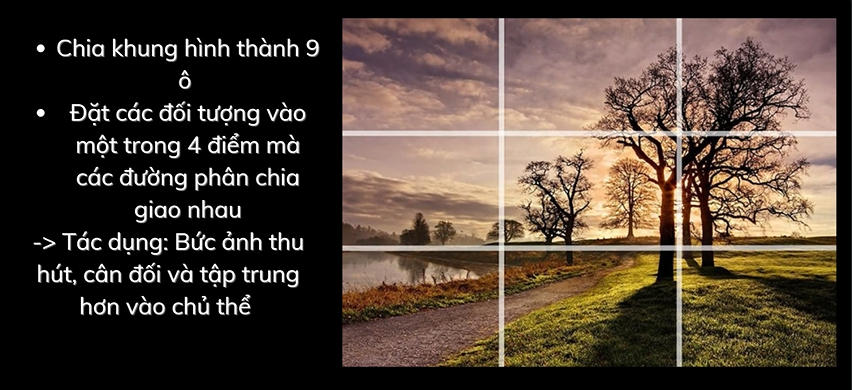 • Chia khung hình thành 9
ô
• Đặt các đối tượng vào
một trong 4 điểm mà
các đường phân chia
giao nhau
-> Tác dụng: Bức ảnh thu
hút, cân đối và tập trung
hơn vào chủ thể